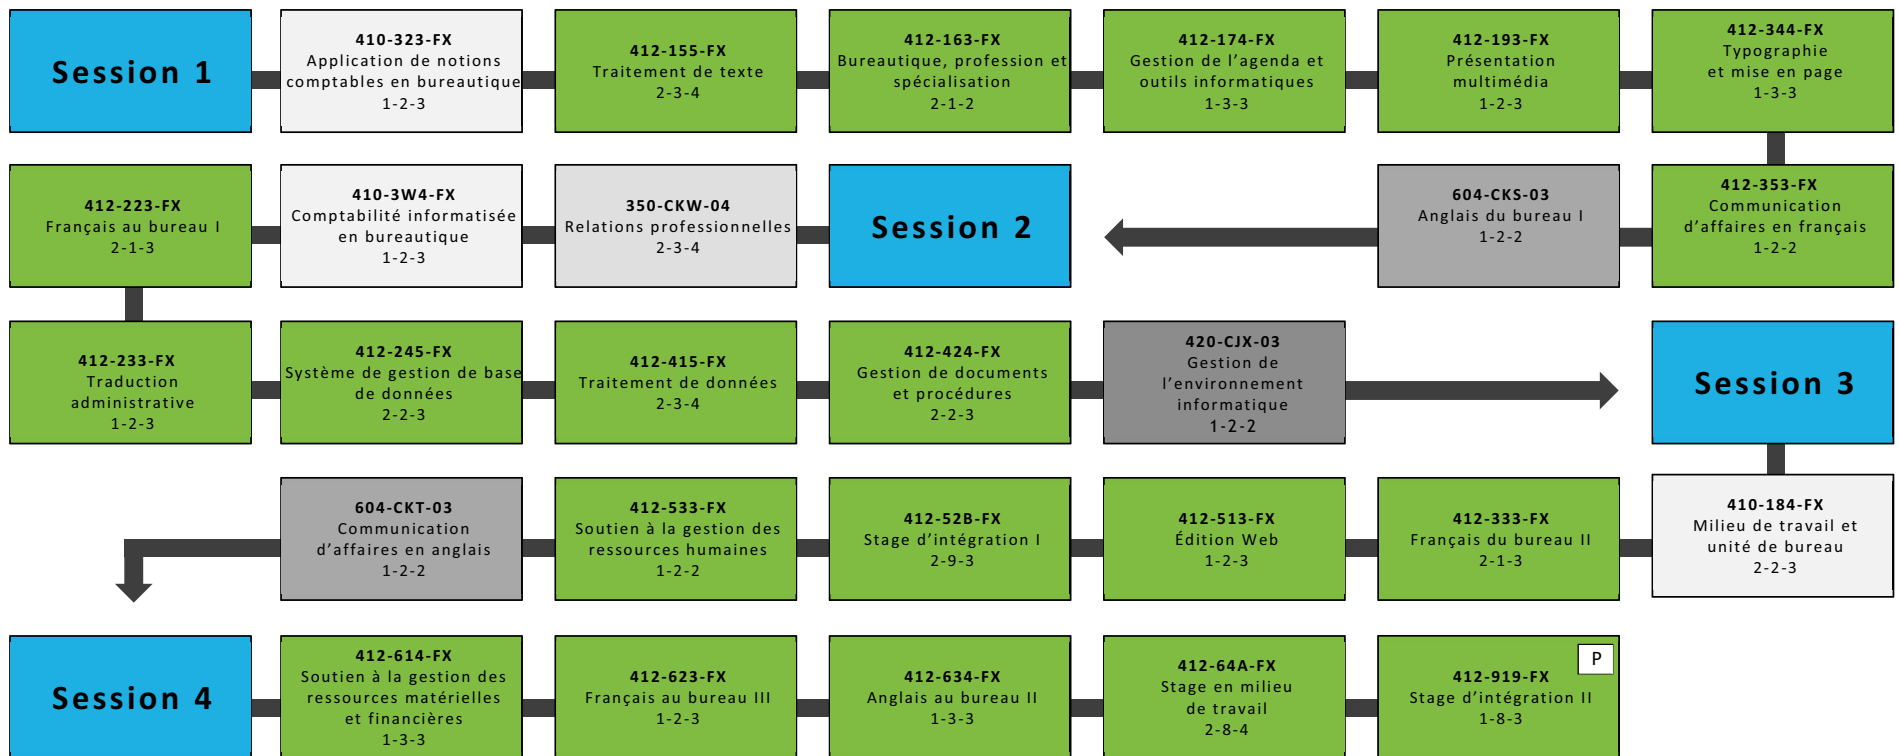 Session 1
410-323-FX
Application de notions
comptables en bureautique
1-2-3
412-155-FX
Traitement de texte
2-3-4
412-163-FX
Bureautique, profession et
spécialisation
2-1-2
412-174-FX
Gestion de l’agenda et
outils informatiques
1-3-3
412-193-FX
Présentation
multimédia
1-2-3
412-344-FX
Typographie
et mise en page
1-3-3
412-353-FX
Communication
d’affaires en français
1-2-2
604-CKS-03
Anglais du bureau I
1-2-2
Session 2
350-CKW-04
Relations professionnelles
2-3-4
410-3W4-FX
Comptabilité informatisée
en bureautique
1-2-3
412-223-FX
Français au bureau I
2-1-3
412-233-FX
Traduction
administrative
1-2-3
412-245-FX
Système de gestion de base
de données
2-2-3
412-415-FX
Traitement de données
2-3-4
412-424-FX
Gestion de documents
et procédures
2-2-3
420-CJX-03
Gestion de
l’environnement
informatique
1-2-2
Session 3
410-184-FX
Milieu de travail et
unité de bureau
2-2-3
412-333-FX
Français du bureau II
2-1-3
412-513-FX
Édition Web
1-2-3
412-52B-FX
Stage d’intégration I
2-9-3
412-533-FX
Soutien à la gestion des
ressources humaines
1-2-2
604-CKT-03
Communication
d’affaires en anglais
1-2-2
Session 4
412-614-FX
Soutien à la gestion des
ressources matérielles
et financières
1-3-3
412-623-FX
Français au bureau III
1-2-3
412-634-FX
Anglais au bureau II
1-3-3
412-64A-FX
Stage en milieu
de travail
2-8-4
P
412-919-FX
Stage d’intégration II
1-8-3